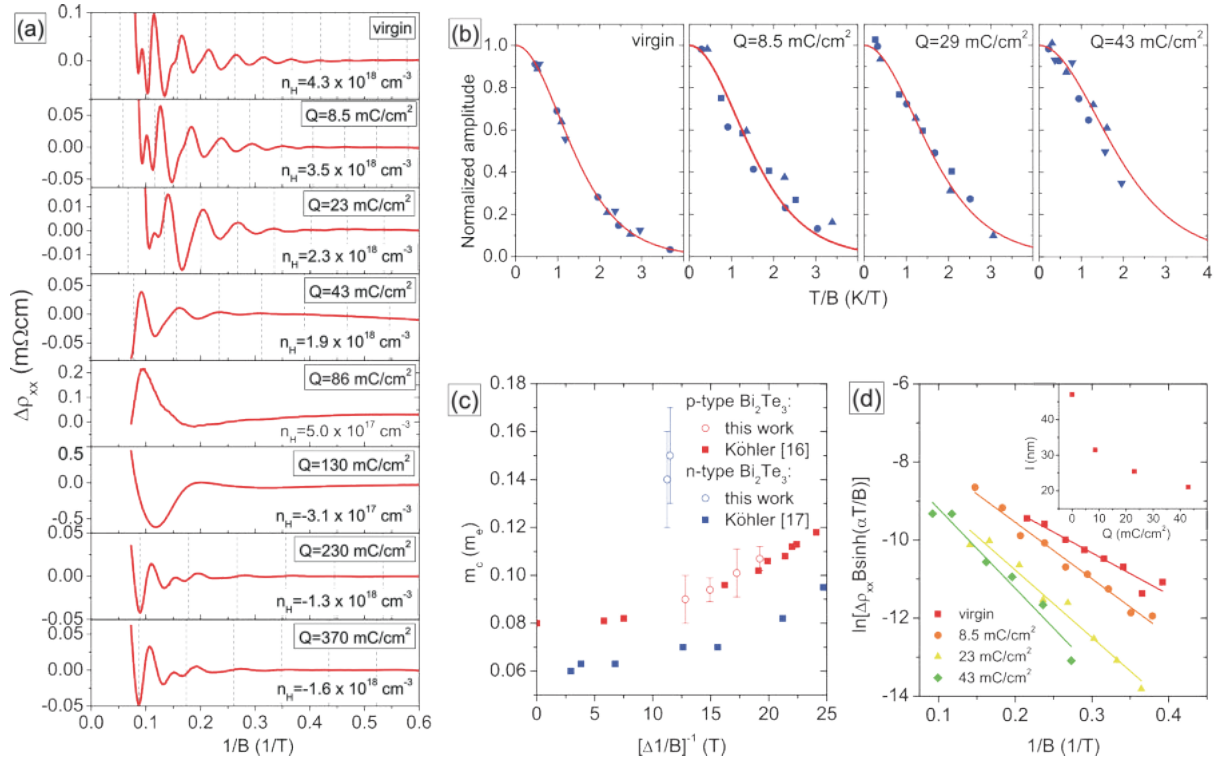 (a)
virgin
n_H=4.3 x 10^18 cm^-3
Q=8.5 mC/cm^2
n_H=3.5 x 10^18 cm^-3
Q=23 mC/cm^2
n_H=2.3 x 10^18 cm^-3
Q=43 mC/cm^2
n_H=1.9 x 10^18 cm^-3
Q=86 mC/cm^2
n_H=5.0 x 10^17 cm^-3
Q=130 mC/cm^2
n_H=-3.1 x 10^17 cm^-3
Q=230 mC/cm^2
n_H=-1.3 x 10^18 cm^-3
Q=370 mC/cm^2
n_H=-1.6 x 10^18 cm^-3
0.1
0.0
0.05
0.00
-0.05
0.01
0.00
-0.01
0.05
0.00
-0.05
0.2
0.0
0.5
0.0
-0.5
0.05
0.00
-0.05
0.05
0.00
-0.05
Δρ_xx (mΩcm)
0.0 0.1 0.2 0.3 0.4 0.5 0.6
1/B (1/T)
(b)
virgin
Q=8.5 mC/cm^2
Q=29 mC/cm^2
Q=43 mC/cm^2
1.0
0.8
0.6
0.4
0.2
0.0
Normalized amplitude
0 1 2 3 0 1 2 3 0 1 2 3 0 1 2 3 4
T/B (K/T)
(c)
p-type Bi_2Te_3:
this work
Köhler [16]
n-type Bi_2Te_3:
this work
Köhler [17]
0.18
0.16
0.14
0.12
0.10
0.08
0.06
m_c (m_e)
0 5 10 15 20 25
[Δ1/B]^-1 (T)
(d)
-6
-8
-10
-12
-14
ln[Δρ_xx Bsinh(αT/B)]
virgin
8.5 mC/cm^2
23 mC/cm^2
43 mC/cm^2
0.1 0.2 0.3 0.4
1/B (1/T)
50
40
30
20
l (nm)
0 10 20 30 40
Q (mC/cm^2)